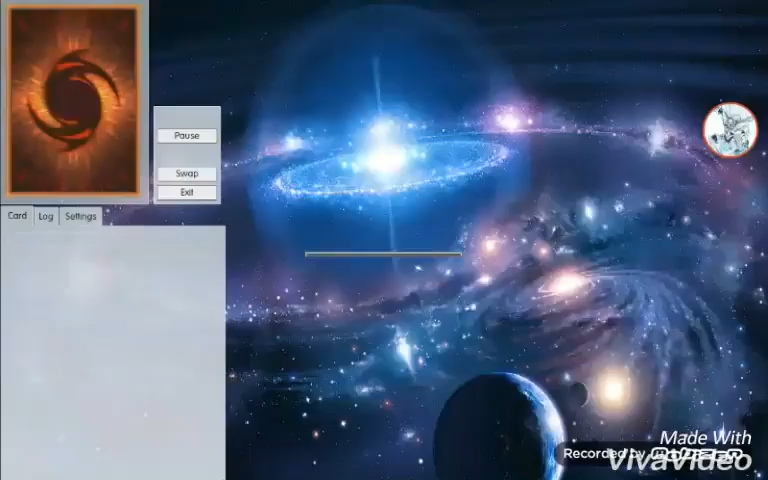 Pause
Swap
Exit
Card Log Settings
Made With
Recorded by
VivaVideo